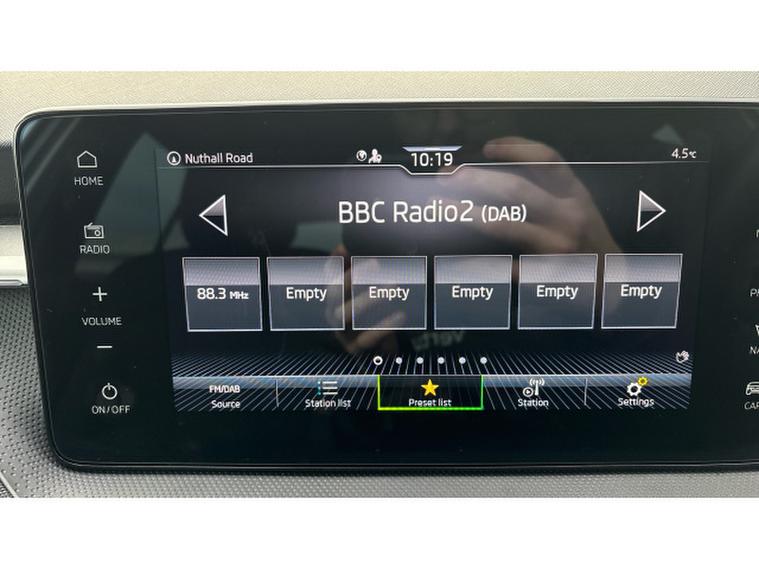 Nuthall Road
10:19
4.5°C
HOME
BBC Radio2 (DAB)
RADIO
88.3 MHz
Empty
Empty
Empty
Empty
Empty
VOLUME
ON/OFF
FM/DAB
Source
Station list
Preset list
Station
Settings